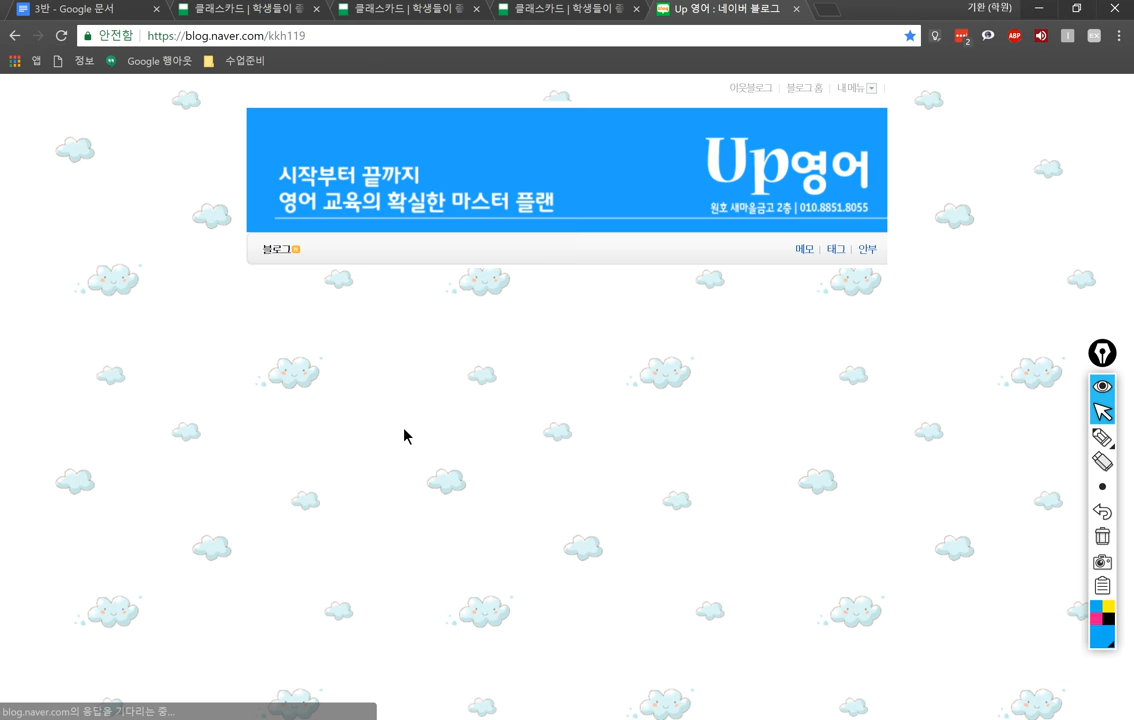 3반 - Google 문서
클래스카드 | 학생들이 좋
클래스카드 | 학생들이 좋
클래스카드 | 학생들이 좋
Up 영어 : 네이버 블로그
기환 (학원)
안전함 | https://blog.naver.com/kkh119
2
ABP
앱
정보
Google 행아웃
수업준비
이웃블로그 | 블로그 홈 | 내 메뉴
시작부터 끝까지
영어 교육의 확실한 마스터 플랜
Up영어
원호 새마을금고 2층 | 010.8851.8055
블로그
메모 | 태그 | 안부
blog.naver.com의 응답을 기다리는 중...